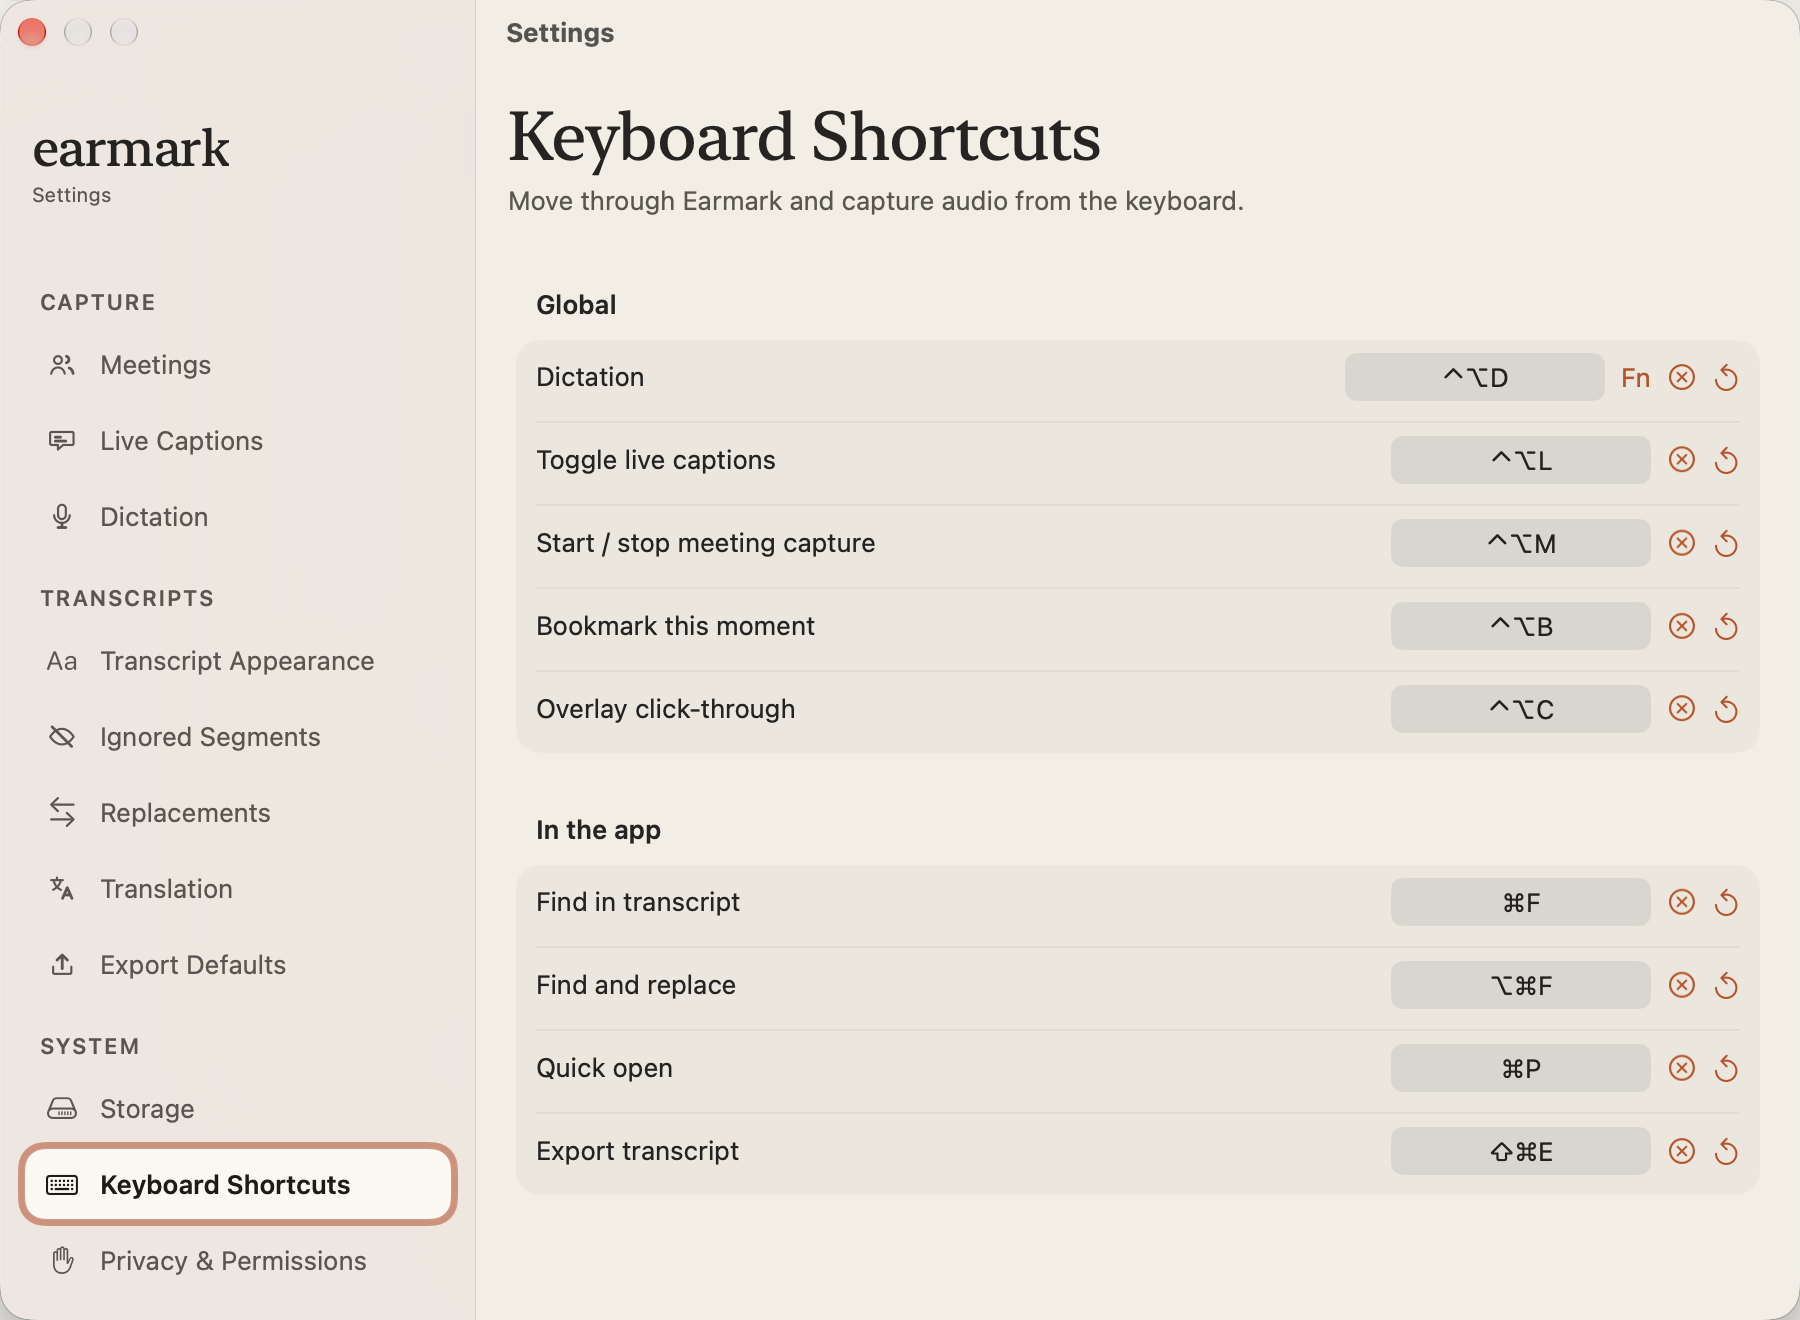 Settings
earmark
Settings
CAPTURE
Meetings
Live Captions
Dictation
TRANSCRIPTS
Aa Transcript Appearance
Ignored Segments
Replacements
Translation
Export Defaults
SYSTEM
Storage
Keyboard Shortcuts
Privacy & Permissions
Keyboard Shortcuts
Move through Earmark and capture audio from the keyboard.
Global
Dictation ⌃⌥D Fn
Toggle live captions ⌃⌥L
Start / stop meeting capture ⌃⌥M
Bookmark this moment ⌃⌥B
Overlay click-through ⌃⌥C
In the app
Find in transcript ⌘F
Find and replace ⌥⌘F
Quick open ⌘P
Export transcript ⇧⌘E